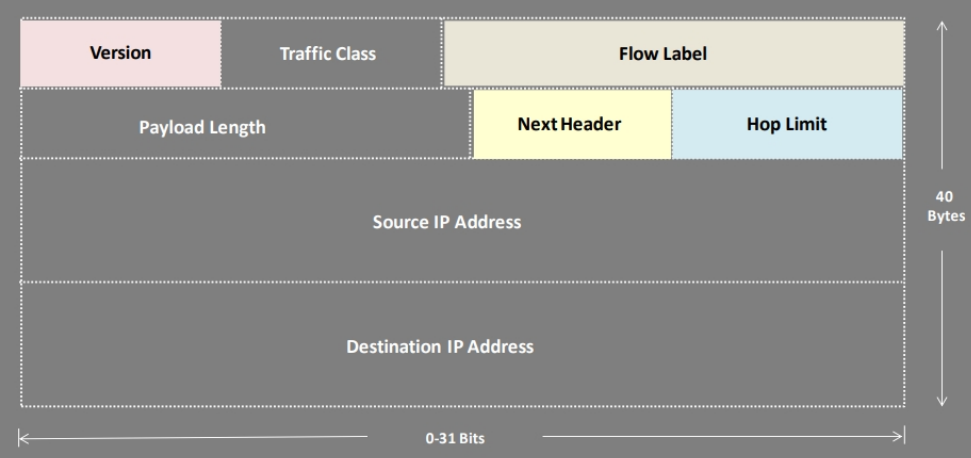 Version
Traffic Class
Flow Label
Payload Length
Next Header
Hop Limit
Source IP Address
40
Bytes
Destination IP Address
0-31 Bits